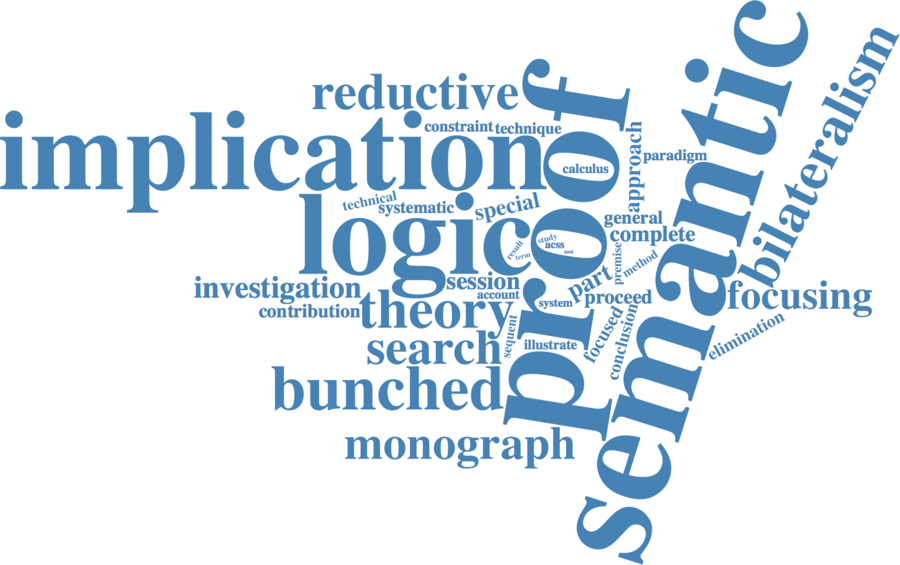 semantic
bilateralism
reductive
proof
implication
constraint
technique
calculus
approach
paradigm
technical
systematic
special
logic
general
complete
study
acss
tool
result
term
premise
method
investigation
session
account
part
proceed
focusing
contribution
theory
system
sequent
illustrate
focused
conclusion
elimination
search
bunched
monograph